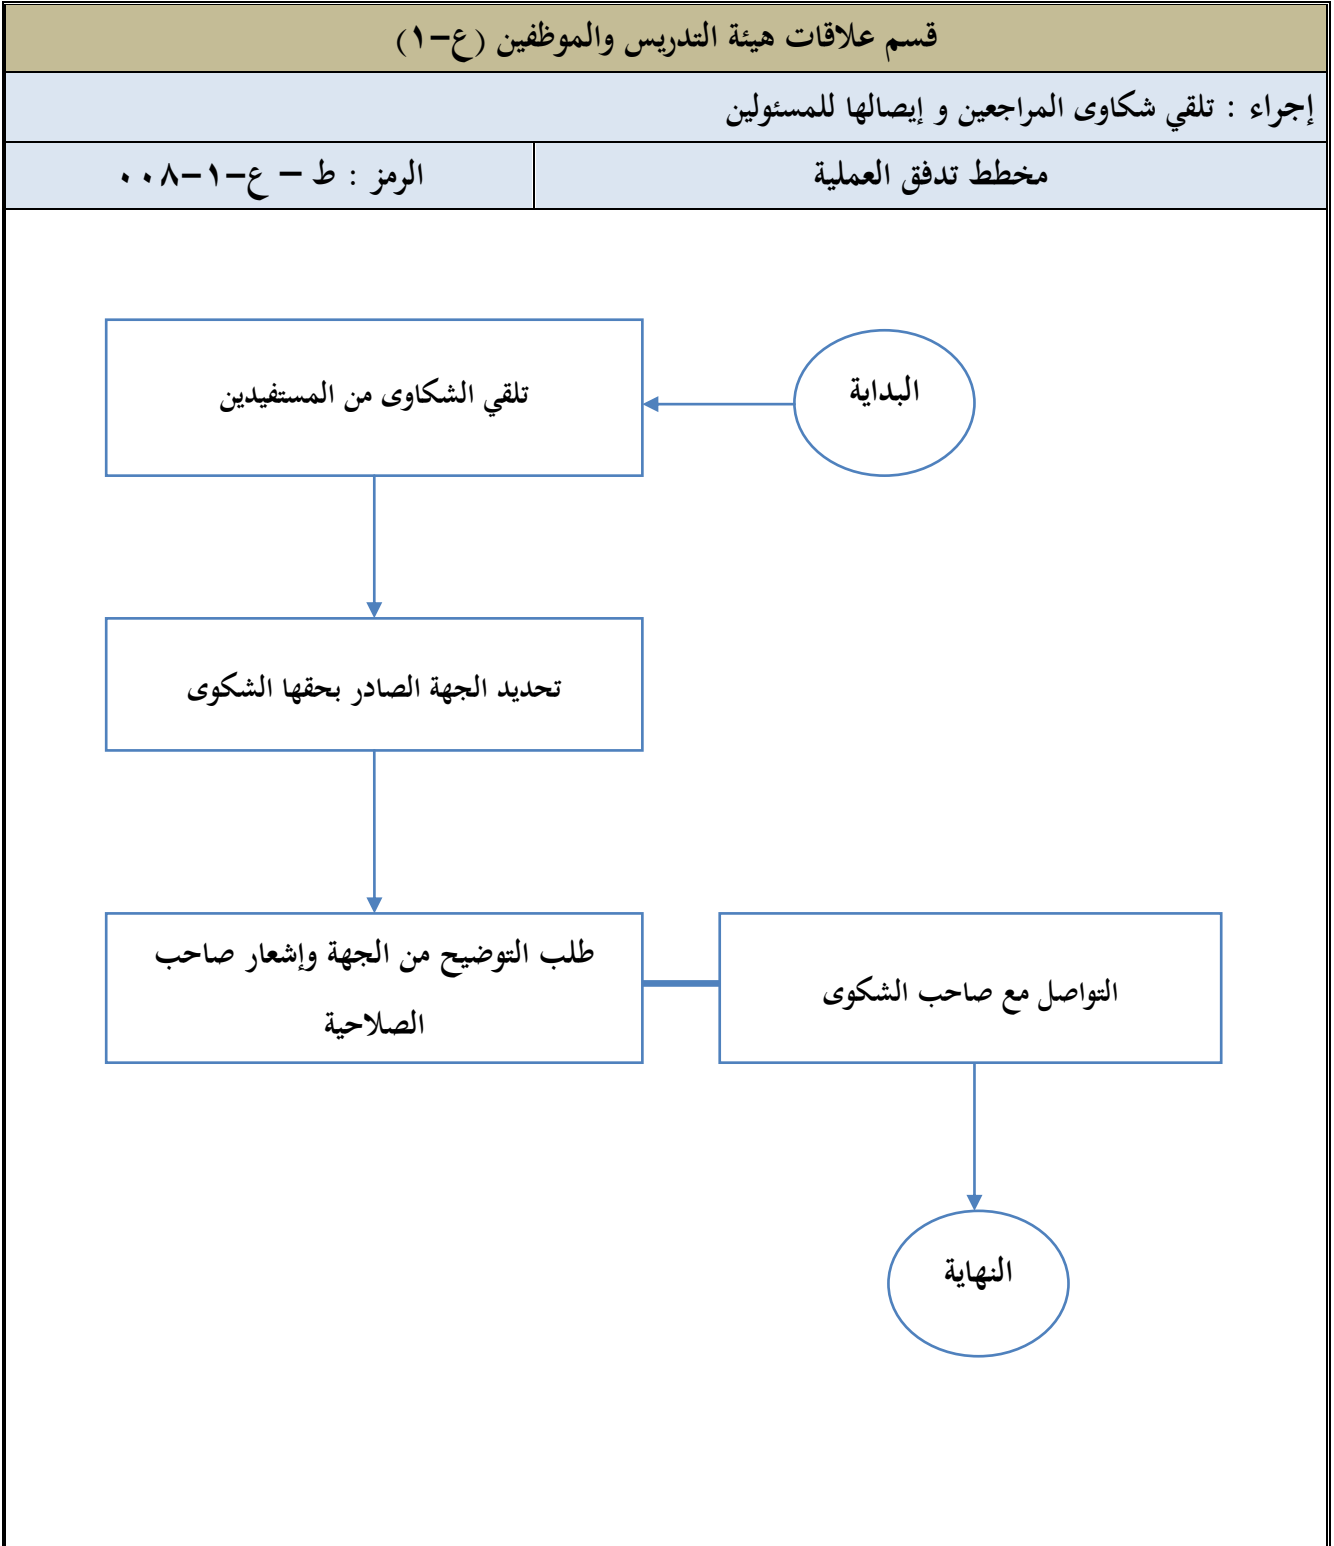 قسم علاقات هيئة التدريس والموظفين (ع-١)
إجراء : تلقي شكاوى المراجعين و إيصالها للمسئولين
مخطط تدفق العملية
الرمز : ط – ع-١-٠٠٨
البداية
تلقي الشكاوى من المستفيدين
تحديد الجهة الصادر بحقها الشكوى
طلب التوضيح من الجهة وإشعار صاحب
الصلاحية
التواصل مع صاحب الشكوى
النهاية